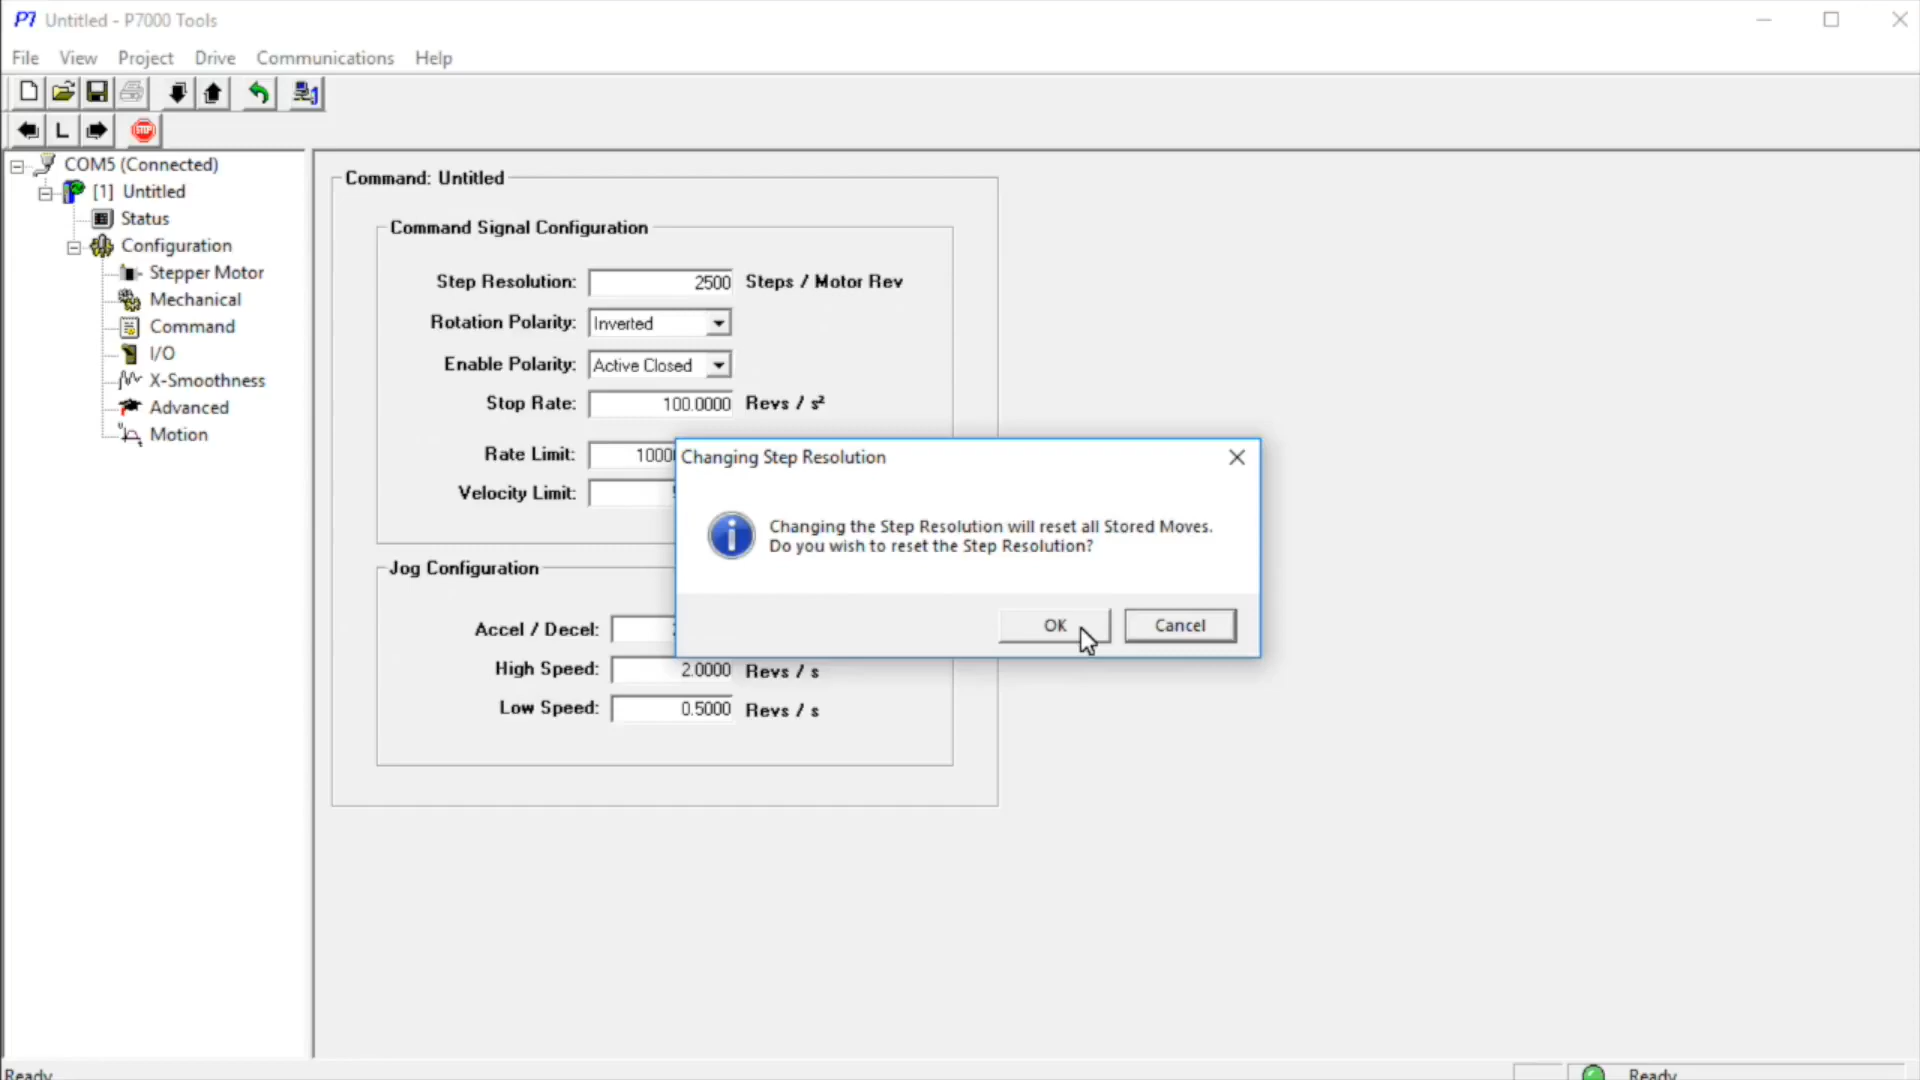 P7 Untitled - P7000 Tools
File View Project Drive Communications Help
L STOP
COM5 (Connected)
[1] Untitled
Status
Configuration
Stepper Motor
Mechanical
Command
I/O
X-Smoothness
Advanced
Motion
Command: Untitled
Command Signal Configuration
Step Resolution: 2500 Steps / Motor Rev
Rotation Polarity: Inverted
Enable Polarity: Active Closed
Stop Rate: 100.0000 Revs / s²
Rate Limit:
Velocity Limit:
Jog Configuration
Accel / Decel:
High Speed: 2.0000 Revs / s
Low Speed: 0.5000 Revs / s
Changing Step Resolution
Changing the Step Resolution will reset all Stored Moves.
Do you wish to reset the Step Resolution?
OK Cancel
Ready Ready